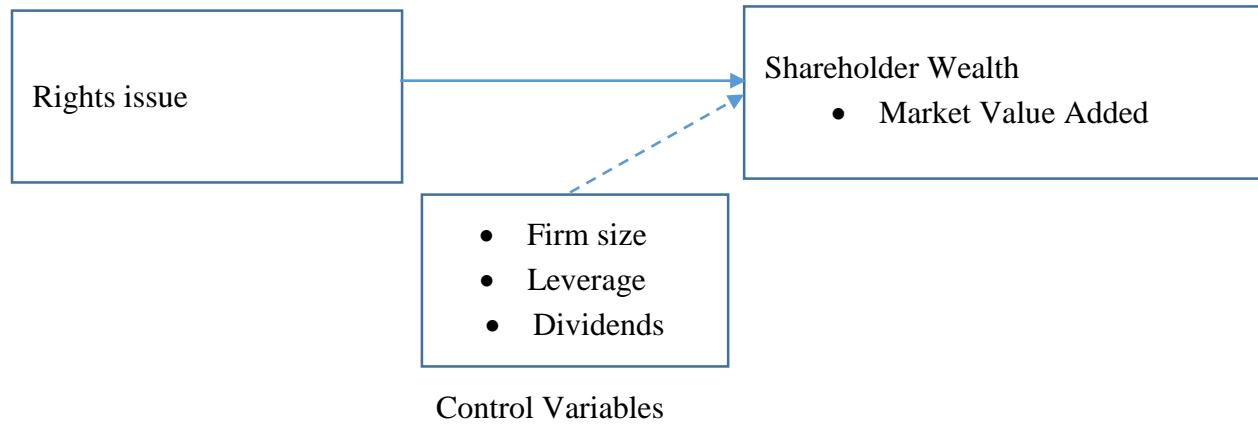 Rights issue
Shareholder Wealth
• Market Value Added
• Firm size
• Leverage
• Dividends
Control Variables